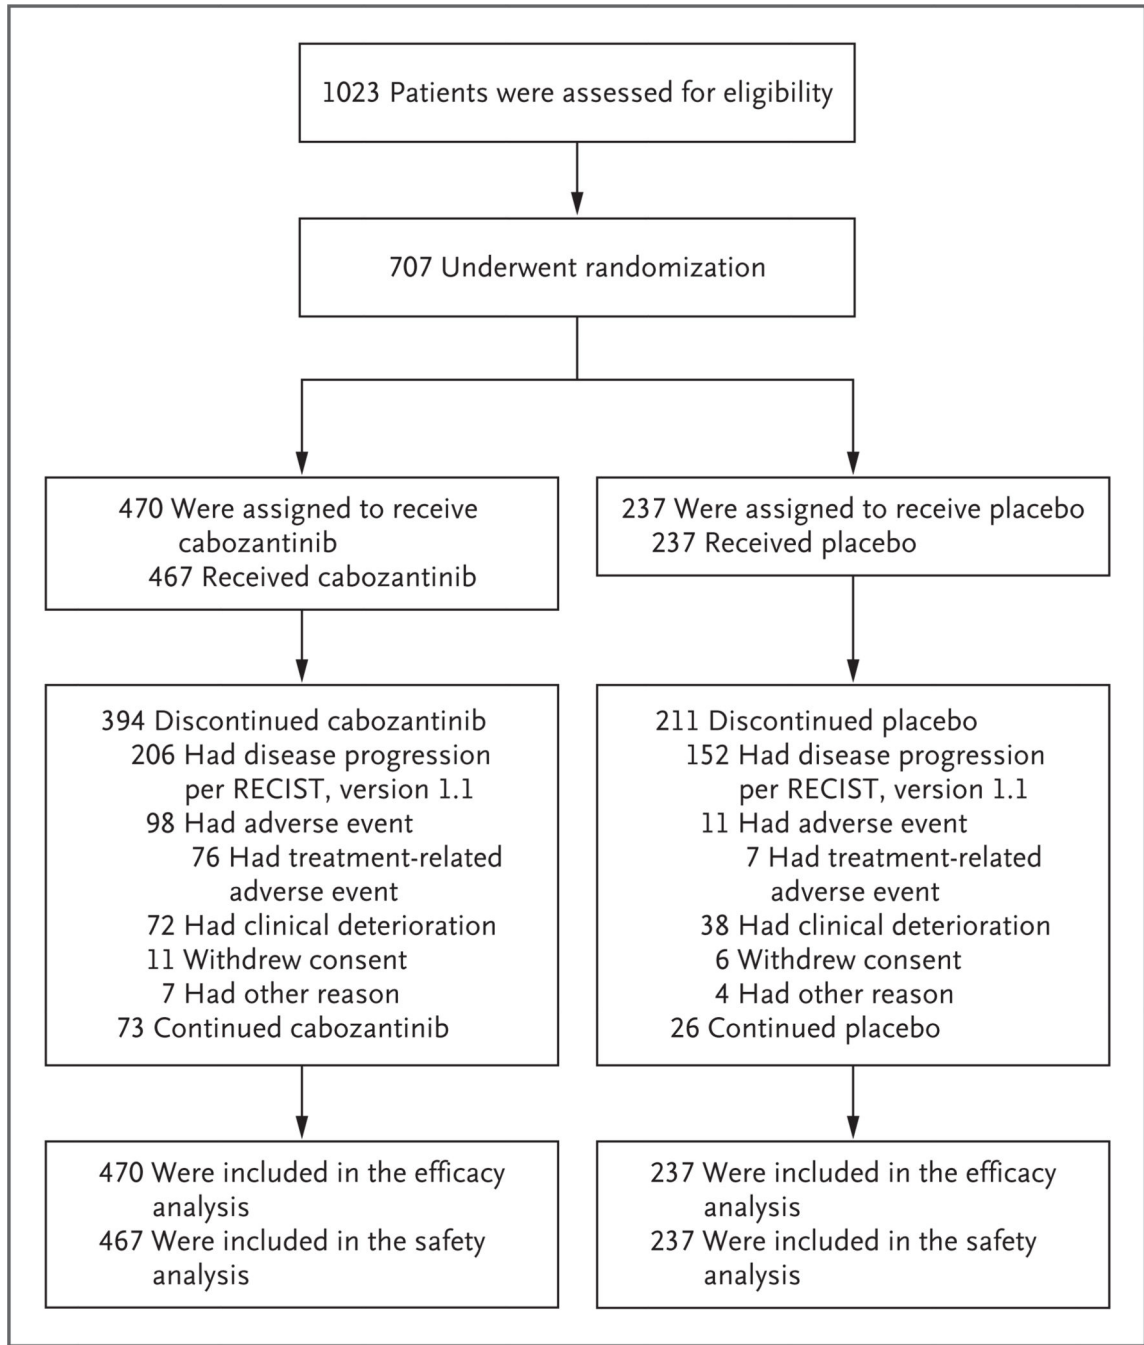 1023 Patients were assessed for eligibility
707 Underwent randomization
470 Were assigned to receive
cabozantinib
467 Received cabozantinib
237 Were assigned to receive placebo
237 Received placebo
394 Discontinued cabozantinib
206 Had disease progression
per RECIST, version 1.1
98 Had adverse event
76 Had treatment-related
adverse event
72 Had clinical deterioration
11 Withdrew consent
7 Had other reason
73 Continued cabozantinib
211 Discontinued placebo
152 Had disease progression
per RECIST, version 1.1
11 Had adverse event
7 Had treatment-related
adverse event
38 Had clinical deterioration
6 Withdrew consent
4 Had other reason
26 Continued placebo
470 Were included in the efficacy
analysis
467 Were included in the safety
analysis
237 Were included in the efficacy
analysis
237 Were included in the safety
analysis